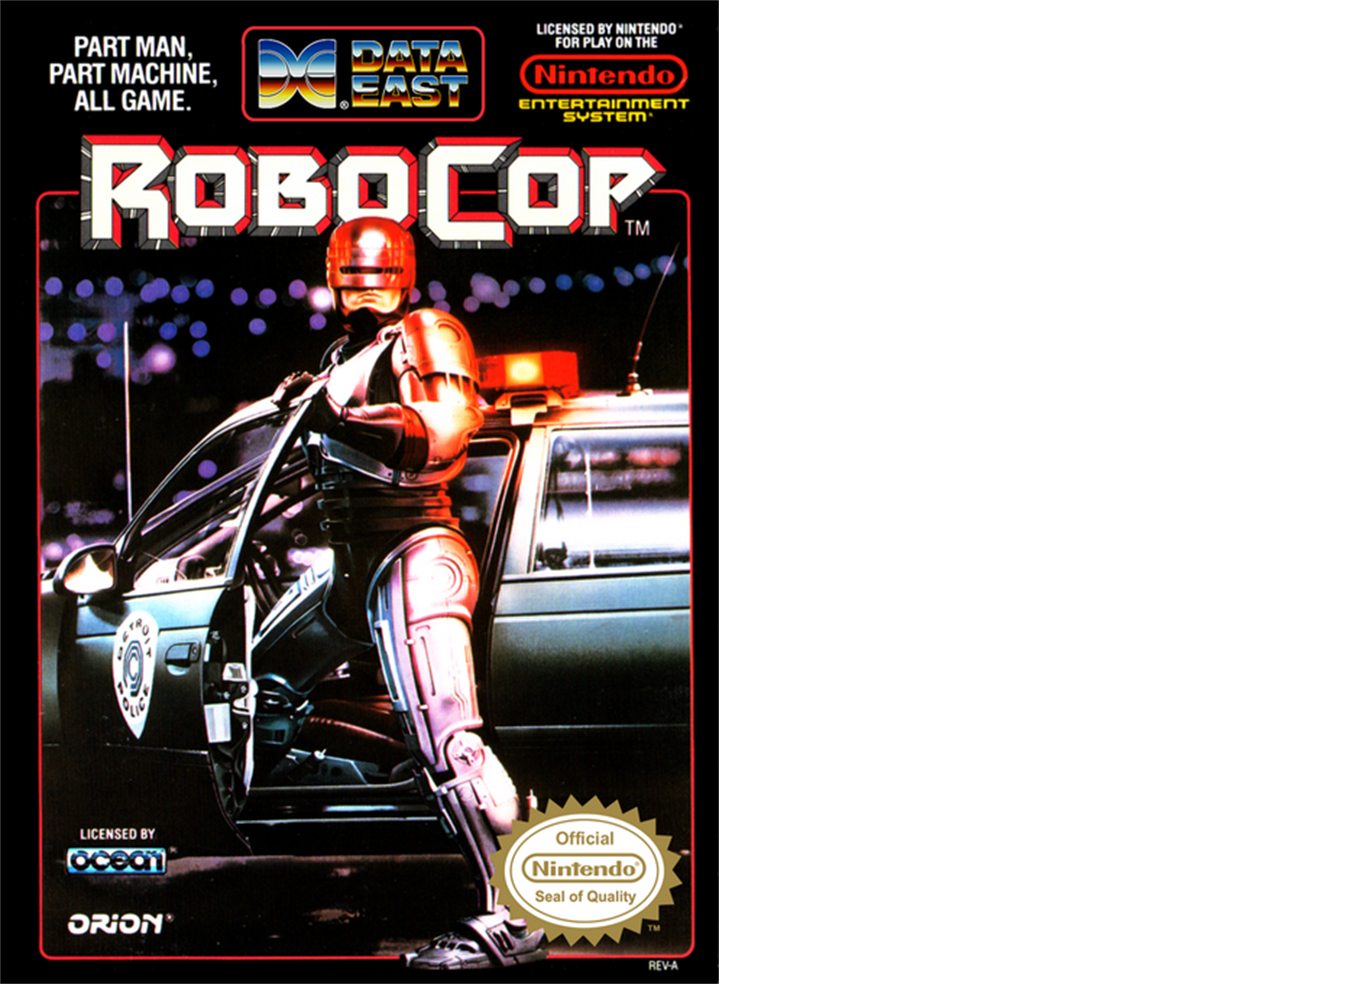 PART MAN,
PART MACHINE,
ALL GAME.
DATA
EAST®
LICENSED BY NINTENDO®
FOR PLAY ON THE
Nintendo
ENTERTAINMENT
SYSTEM®
ROBOCOP
TM
DETROIT
POLICE
LICENSED BY
ocean
ORION®
Official
Nintendo®
Seal of Quality
TM
REV-A